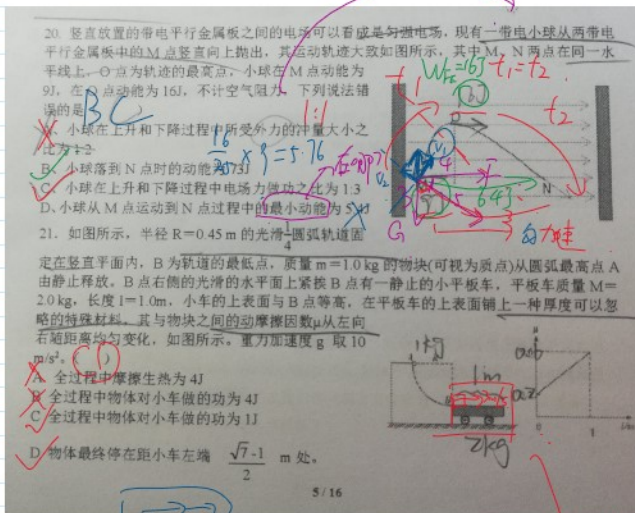 20. 竖直放置的带电平行金属板之间的电场可以看成是匀强电场，现有一带电小球从两带电
平行金属板中的M点竖直向上抛出，其运动轨迹大致如图所示，其中M、N两点在同一水
平线上，O点为轨迹的最高点，小球在M点动能为
9J，在O点动能为16J，不计空气阻力，下列说法错
误的是( )
BC
A、小球在上升和下降过程中所受外力的冲量大小之
比为1:2
1:1
B、小球落到N点时的动能为73J
C、小球在上升和下降过程中电场力做功之比为1:3
D、小球从M点运动到N点过程中的最小动能为5.4J
16/25 × 9 = 5.76
t₁=t₂
t₁
t₂
16J
64J
N
G
F
21. 如图所示，半径R=0.45m的光滑1/4圆弧轨道固
定在竖直平面内，B为轨道的最低点，质量m=1.0kg的物块(可视为质点)从圆弧最高点A
由静止释放，B点右侧的光滑的水平面上紧挨B点有一静止的小平板车，平板车质量M=
2.0kg，长度l=1.0m，小车的上表面与B点等高，在平板车的上表面铺上一种厚度可以忽
略的特殊材料，其与物块之间的动摩擦因数μ从左向
右随距离均匀变化，如图所示。重力加速度g 取10
m/s²。( )
A 全过程中摩擦生热为4J
B 全过程中物体对小车做的功为4J
C 全过程中物体对小车做的功为1J
D 物体最终停在距小车左端 (√7-1)/2 m处。
1kg
1m
2kg
μ
0
1
5 / 16